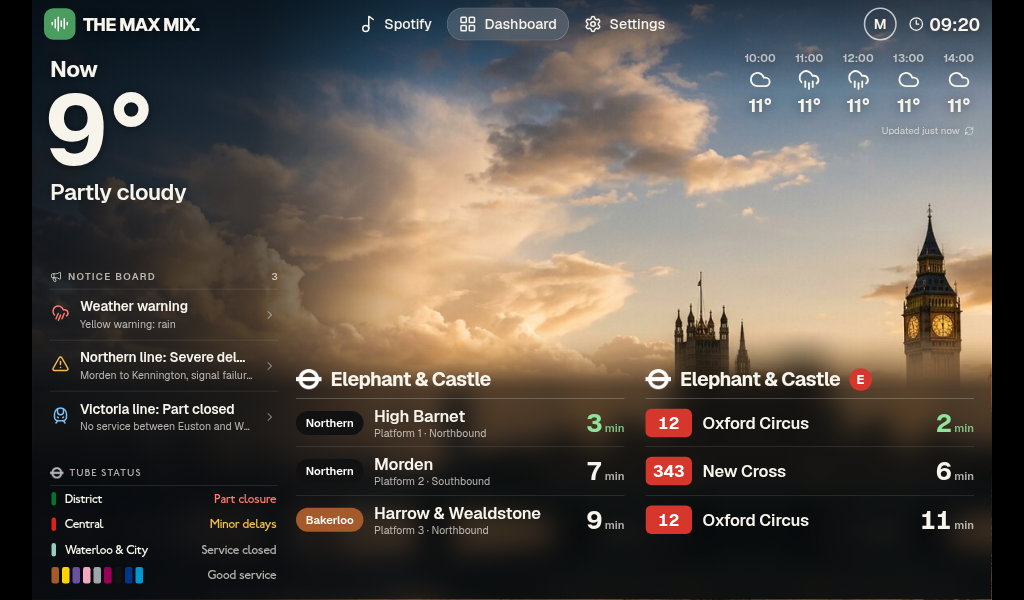 THE MAX MIX.
Spotify
Dashboard
Settings
M
09:20
Now
9°
Partly cloudy
10:00 11:00 12:00 13:00 14:00
11° 11° 11° 11° 11°
Updated just now
NOTICE BOARD 3
Weather warning
Yellow warning: rain
Northern line: Severe del...
Morden to Kennington, signal failur...
Victoria line: Part closed
No service between Euston and W...
TUBE STATUS
District Part closure
Central Minor delays
Waterloo & City Service closed
Good service
Elephant & Castle
Northern High Barnet 3 min
Platform 1 · Northbound
Northern Morden 7 min
Platform 2 · Southbound
Bakerloo Harrow & Wealdstone 9 min
Platform 3 · Northbound
Elephant & Castle E
12 Oxford Circus 2 min
343 New Cross 6 min
12 Oxford Circus 11 min